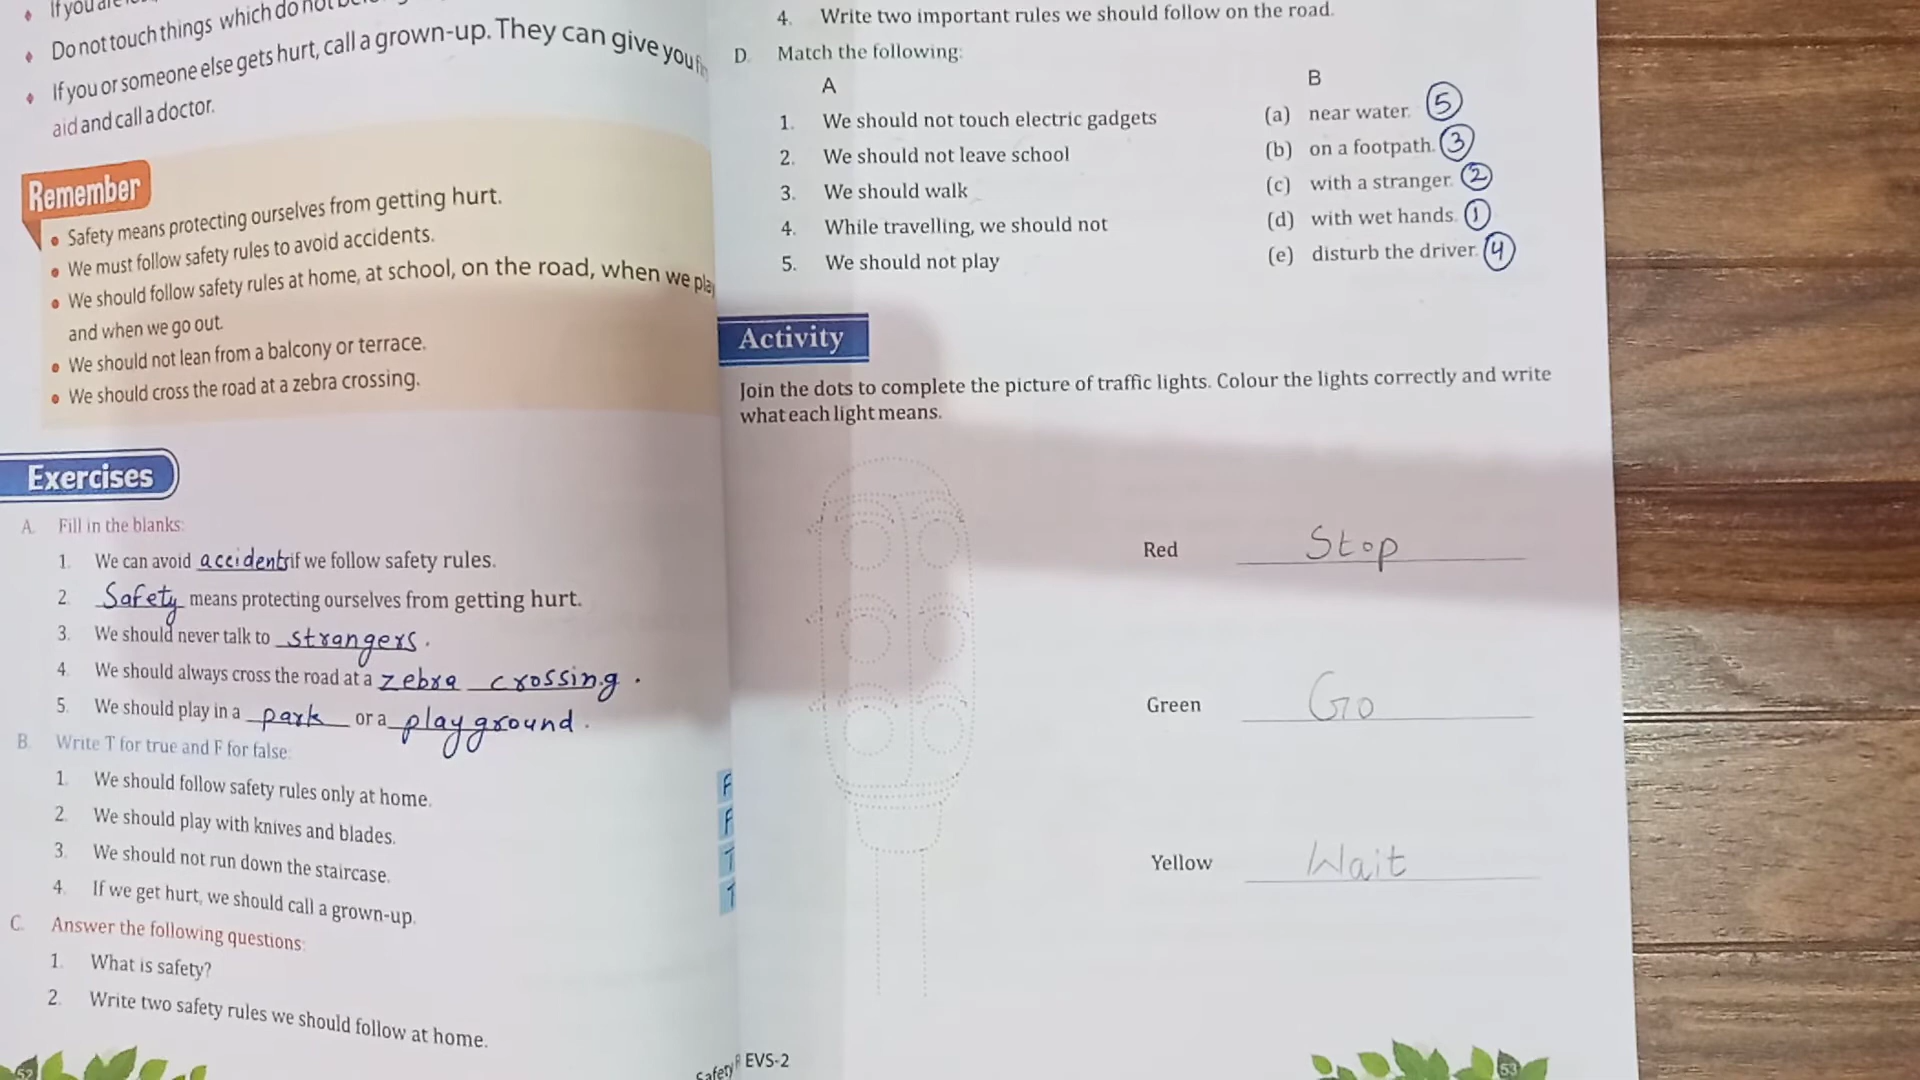 Do not touch things which do not
If you or someone else gets hurt, call a grown-up. They can give you
aid and call a doctor.
Remember
Safety means protecting ourselves from getting hurt.
We must follow safety rules to avoid accidents.
We should follow safety rules at home, at school, on the road, when we play
and when we go out.
We should not lean from a balcony or terrace.
We should cross the road at a zebra crossing.
Exercises
A. Fill in the blanks:
1. We can avoid accidents if we follow safety rules.
2. Safety means protecting ourselves from getting hurt.
3. We should never talk to strangers.
4. We should always cross the road at a zebra crossing.
5. We should play in a park or a playground.
B. Write T for true and F for false:
1. We should follow safety rules only at home. F
2. We should play with knives and blades. F
3. We should not run down the staircase. T
4. If we get hurt, we should call a grown-up. T
C. Answer the following questions:
1. What is safety?
2. Write two safety rules we should follow at home.
52
4. Write two important rules we should follow on the road.
D. Match the following:
A B
1. We should not touch electric gadgets (a) near water. 5
2. We should not leave school (b) on a footpath. 3
3. We should walk (c) with a stranger. 2
4. While travelling, we should not (d) with wet hands. 1
5. We should not play (e) disturb the driver. 4
Activity
Join the dots to complete the picture of traffic lights. Colour the lights correctly and write
what each light means.
Red Stop
Green Go
Yellow Wait
Safety EVS-2
53